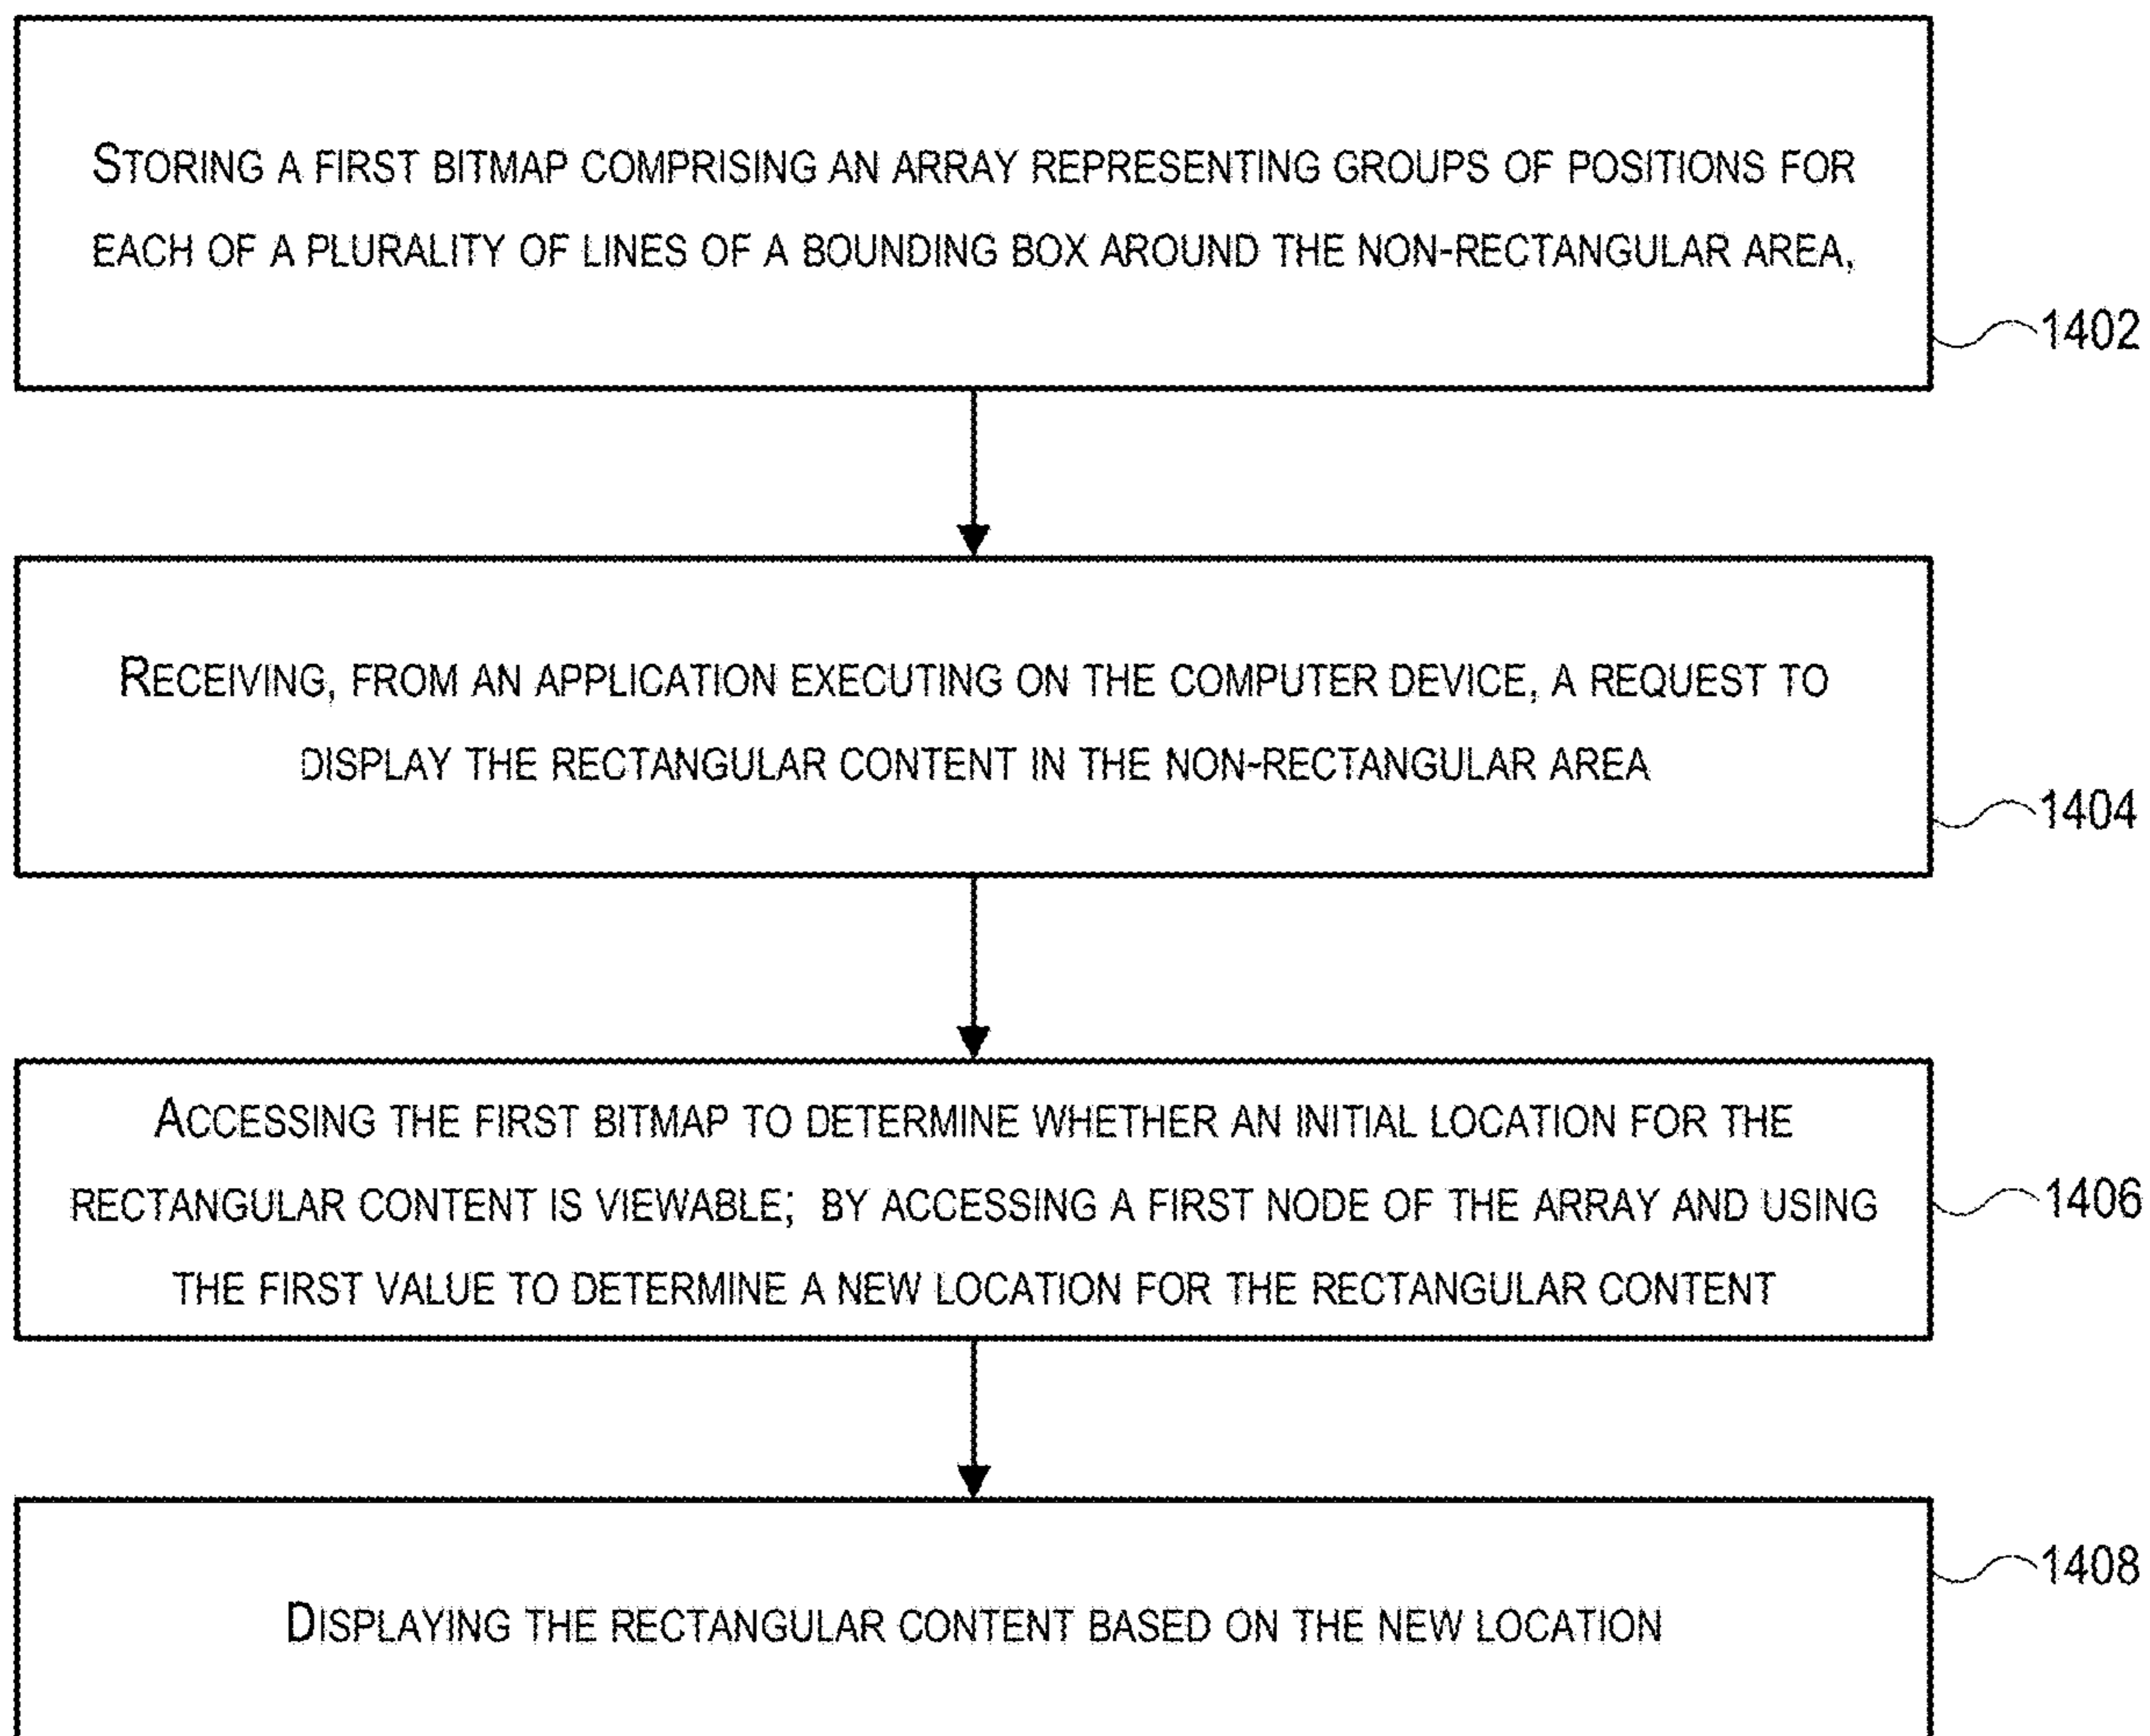 STORING A FIRST BITMAP COMPRISING AN ARRAY REPRESENTING GROUPS OF POSITIONS FOR
EACH OF A PLURALITY OF LINES OF A BOUNDING BOX AROUND THE NON-RECTANGULAR AREA,
1402
RECEIVING, FROM AN APPLICATION EXECUTING ON THE COMPUTER DEVICE, A REQUEST TO
DISPLAY THE RECTANGULAR CONTENT IN THE NON-RECTANGULAR AREA
1404
ACCESSING THE FIRST BITMAP TO DETERMINE WHETHER AN INITIAL LOCATION FOR THE
RECTANGULAR CONTENT IS VIEWABLE; BY ACCESSING A FIRST NODE OF THE ARRAY AND USING
1406
THE FIRST VALUE TO DETERMINE A NEW LOCATION FOR THE RECTANGULAR CONTENT
1408
DISPLAYING THE RECTANGULAR CONTENT BASED ON THE NEW LOCATION